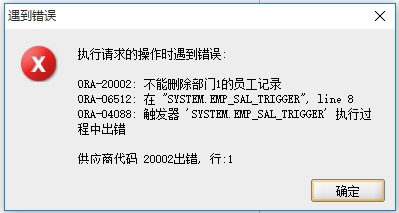 遇到错误
执行请求的操作时遇到错误:
ORA-20002: 不能删除部门1的员工记录
ORA-06512: 在 "SYSTEM.EMP_SAL_TRIGGER", line 8
ORA-04088: 触发器 'SYSTEM.EMP_SAL_TRIGGER' 执行过
程中出错
供应商代码 20002出错, 行:1
确定